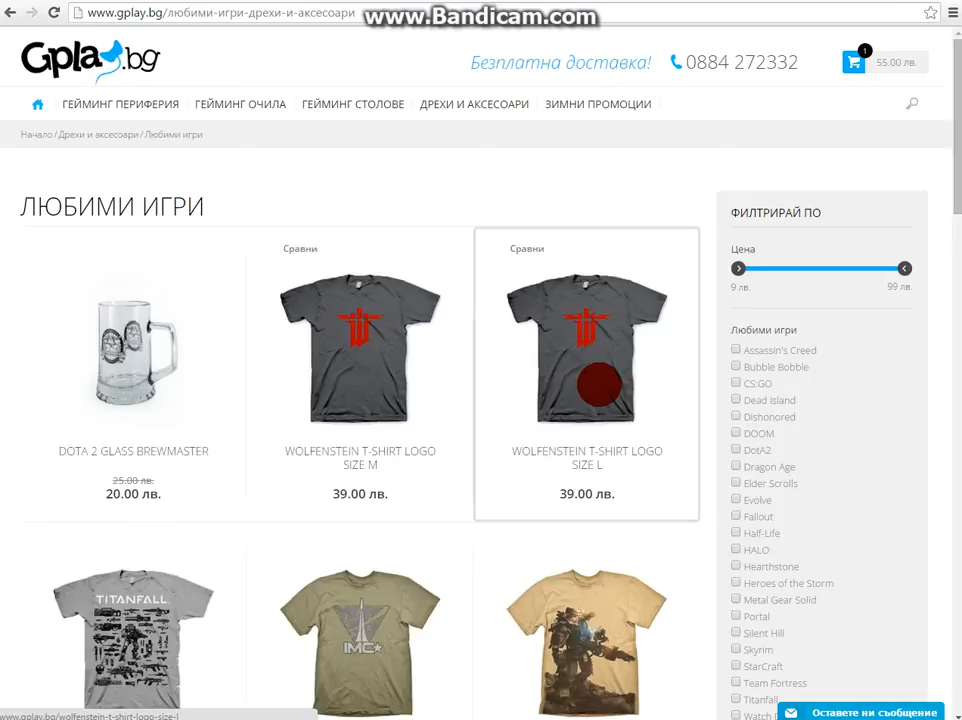 www.gplay.bg/любими-игри-дрехи-и-аксесоари
www.Bandicam.com
Gplay.bg
Безплатна доставка!
0884 272332
1
55.00 лв.
ГЕЙМИНГ ПЕРИФЕРИЯ
ГЕЙМИНГ ОЧИЛА
ГЕЙМИНГ СТОЛОВЕ
ДРЕХИ И АКСЕСОАРИ
ЗИМНИ ПРОМОЦИИ
Начало / Дрехи и аксесоари / Любими игри
ЛЮБИМИ ИГРИ
DOTA 2 GLASS BREWMASTER
25.00 лв.
20.00 лв.
Сравни
WOLFENSTEIN T-SHIRT LOGO
SIZE M
39.00 лв.
Сравни
WOLFENSTEIN T-SHIRT LOGO
SIZE L
39.00 лв.
TITANFALL
IMC
ФИЛТРИРАЙ ПО
Цена
9 лв.
99 лв.
Любими игри
Assassin's Creed
Bubble Bobble
CS:GO
Dead Island
Dishonored
DOOM
DotA2
Dragon Age
Elder Scrolls
Evolve
Fallout
Half-Life
HALO
Hearthstone
Heroes of the Storm
Metal Gear Solid
Portal
Silent Hill
Skyrim
StarCraft
Team Fortress
Titanfall
Watch
Оставете ни съобщение
www.gplay.bg/wolfenstein-t-shirt-logo-size-l